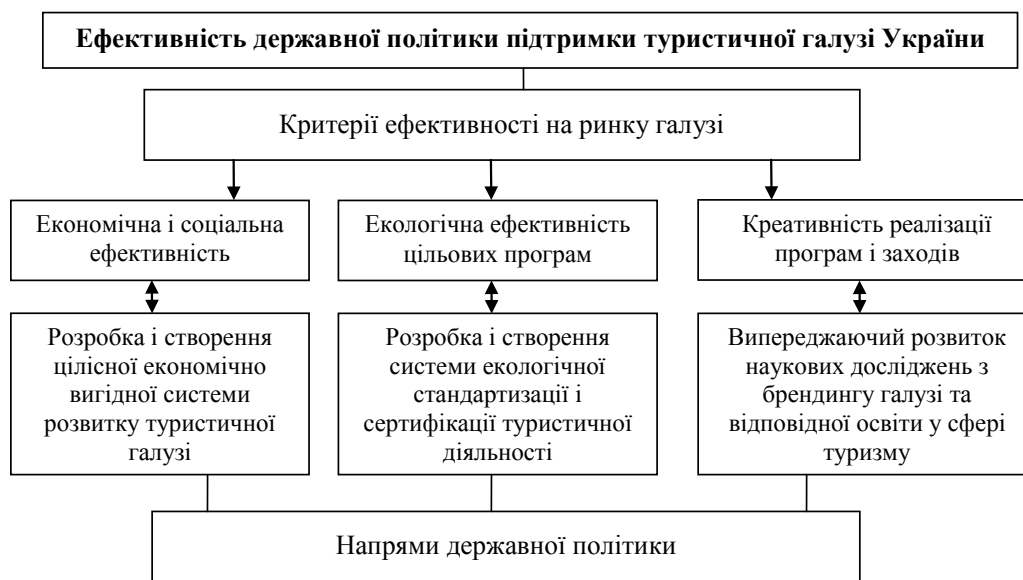 Ефективність державної політики підтримки туристичної галузі України
Критерії ефективності на ринку галузі
Економічна і соціальна
ефективність
Екологічна ефективність
цільових програм
Креативність реалізації
програм і заходів
Розробка і створення
цілісної економічно
вигідної системи
розвитку туристичної
галузі
Розробка і створення
системи екологічної
стандартизації і
сертифікації туристичної
діяльності
Випереджаючий розвиток
наукових досліджень з
брендингу галузі та
відповідної освіти у сфері
туризму
Напрями державної політики